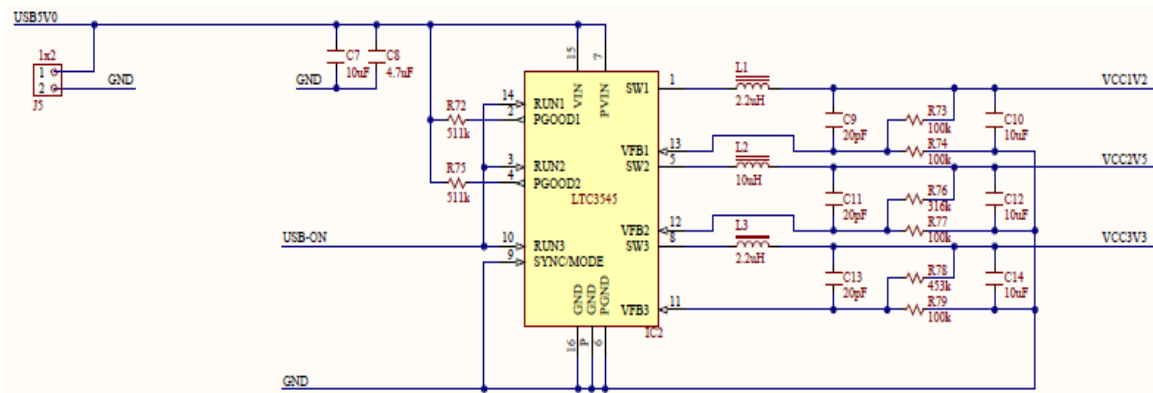 USB5V0
1x2
1
2
GND
J5
GND
C7
10uF
C8
4.7uF
15
7
VIN
PVIN
R72
511k
R75
511k
14
RUN1
2
PGOOD1
3
RUN2
4
PGOOD2
LTC3545
USB-ON
10
RUN3
9
SYNC/MODE
GND
GND
PGND
IC2
16
P
6
GND
SW1
1
L1
2.2uH
VCC1V2
C9
20pF
R73
100k
R74
100k
C10
10uF
VFB1
13
SW2
5
L2
10uH
VCC2V5
C11
20pF
R76
316k
R77
100k
C12
10uF
VFB2
12
SW3
8
L3
2.2uH
VCC3V3
C13
20pF
R78
453k
R79
100k
C14
10uF
VFB3
11